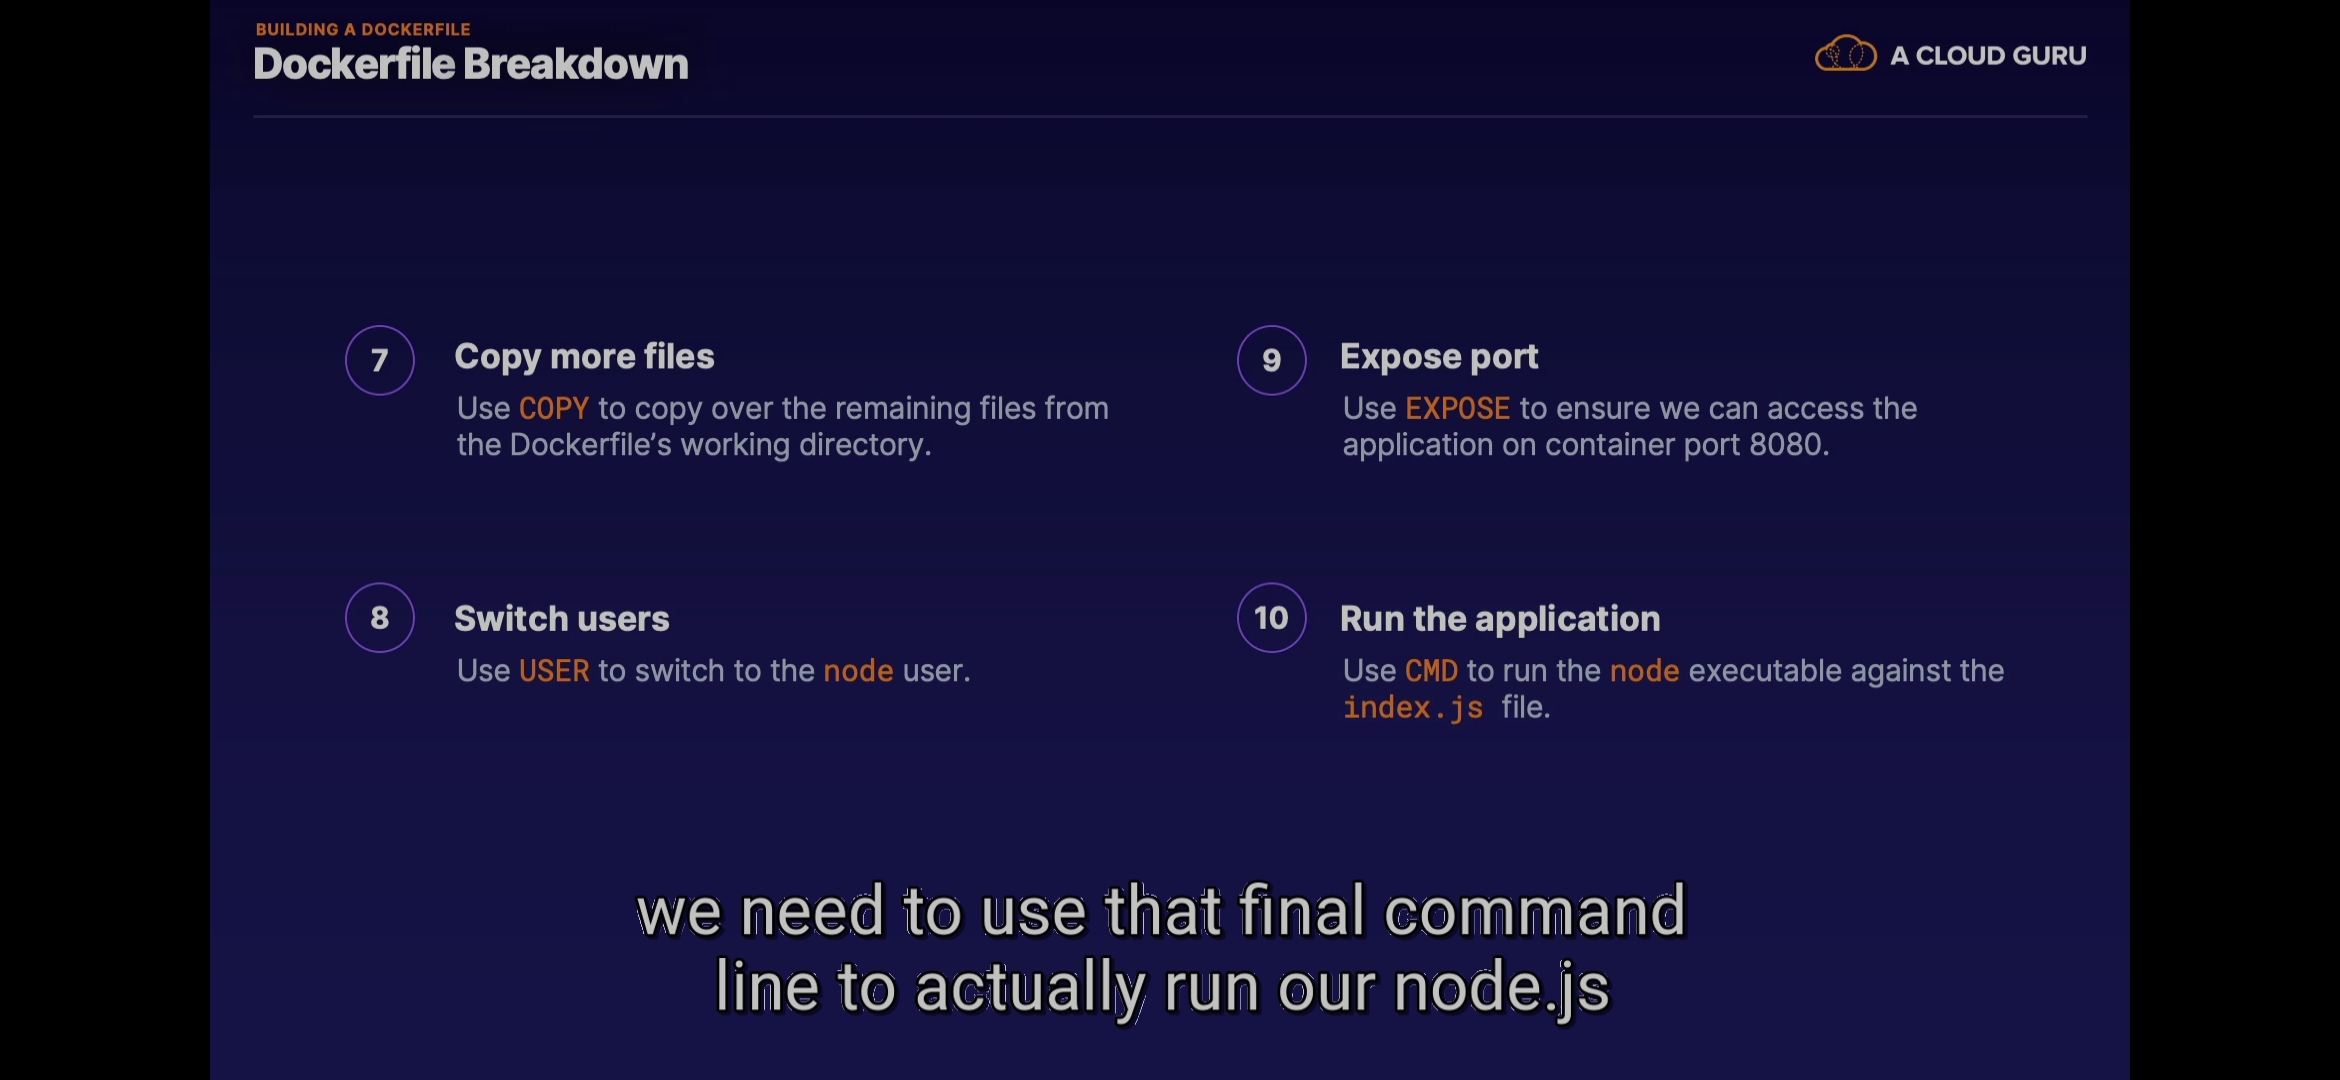 BUILDING A DOCKERFILE
Dockerfile Breakdown
A CLOUD GURU
7
Copy more files
Use COPY to copy over the remaining files from
the Dockerfile’s working directory.
8
Switch users
Use USER to switch to the node user.
9
Expose port
Use EXPOSE to ensure we can access the
application on container port 8080.
10
Run the application
Use CMD to run the node executable against the
index.js file.
we need to use that final command
line to actually run our node.js